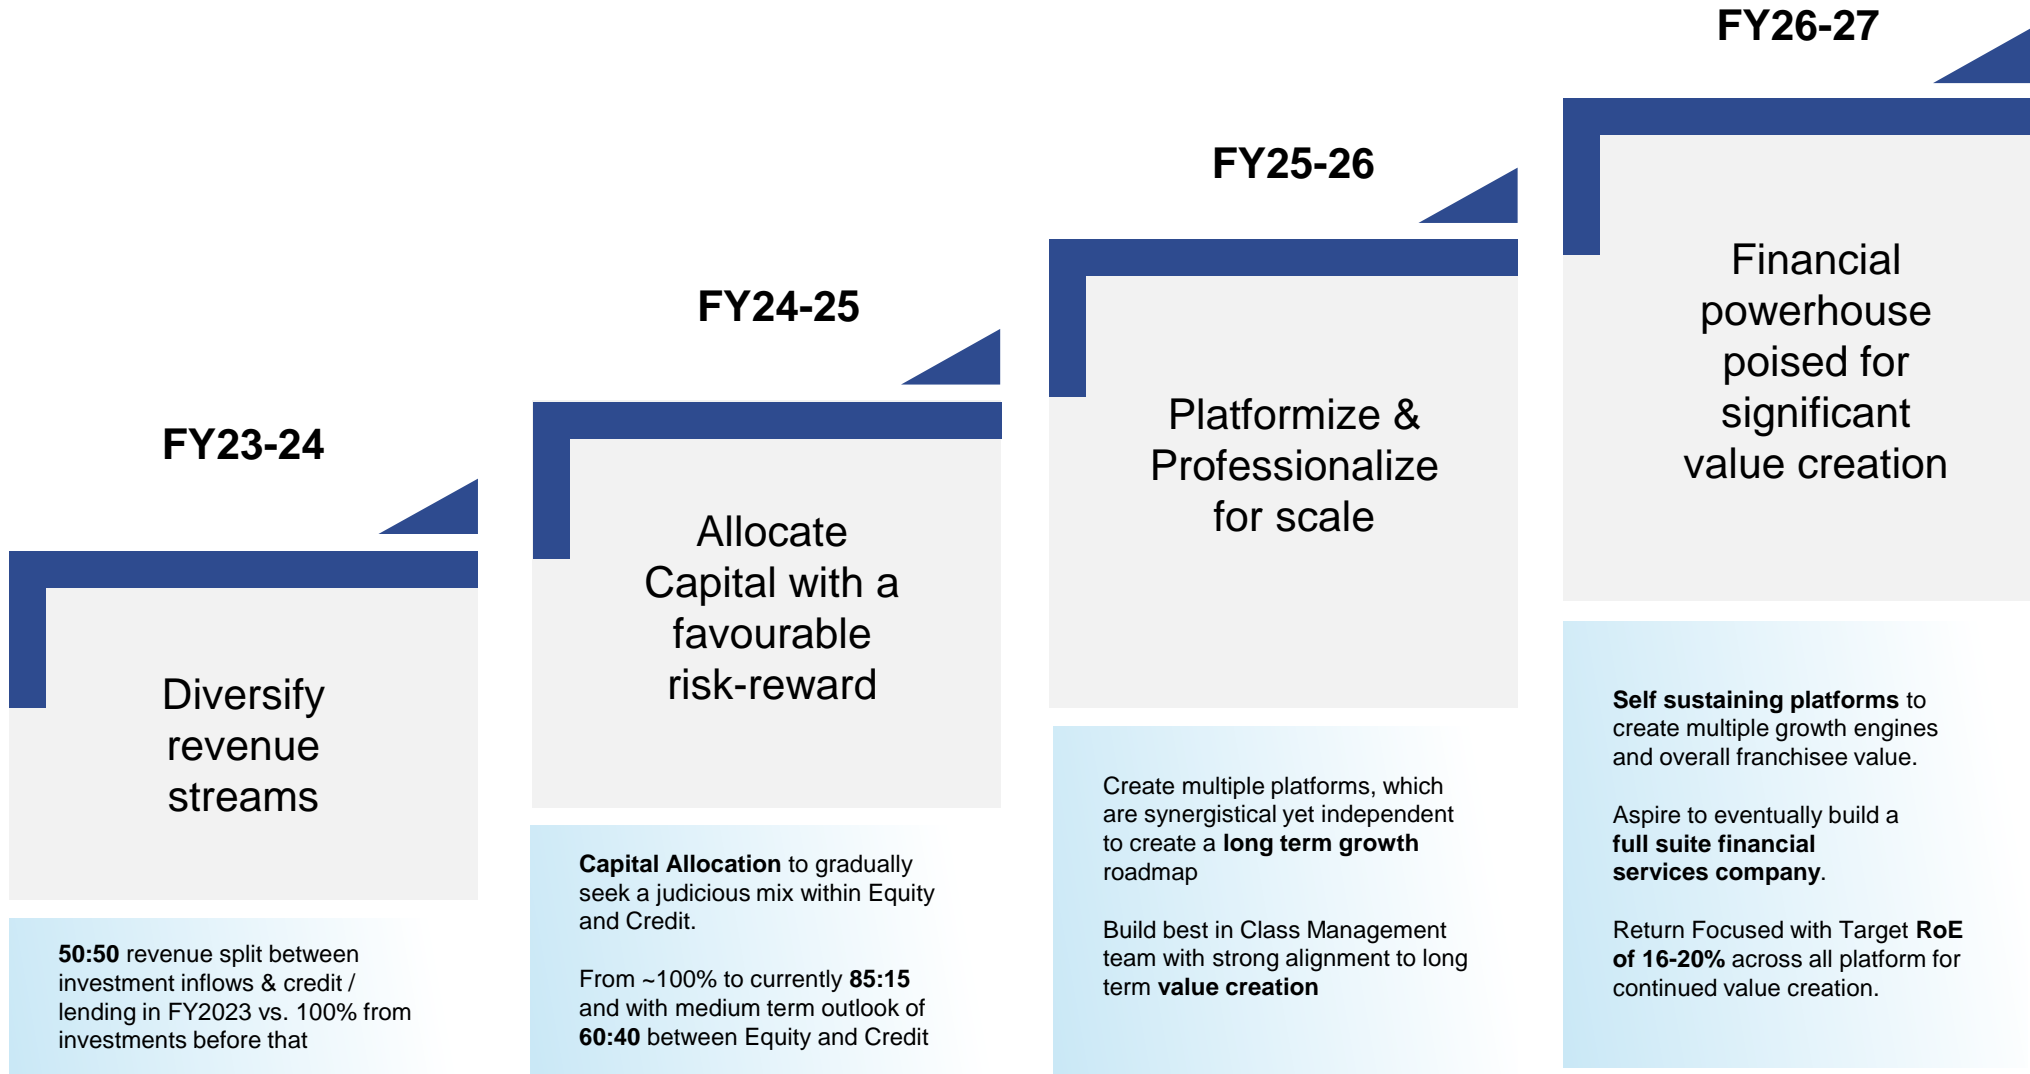 FY23-24
Diversify
revenue
streams
50:50 revenue split between
investment inflows & credit /
lending in FY2023 vs. 100% from
investments before that
FY24-25
Allocate
Capital with a
favourable
risk-reward
Capital Allocation to gradually
seek a judicious mix within Equity
and Credit.
From ~100% to currently 85:15
and with medium term outlook of
60:40 between Equity and Credit
FY25-26
Platformize &
Professionalize
for scale
Create multiple platforms, which
are synergistical yet independent
to create a long term growth
roadmap
Build best in Class Management
team with strong alignment to long
term value creation
FY26-27
Financial
powerhouse
poised for
significant
value creation
Self sustaining platforms to
create multiple growth engines
and overall franchisee value.
Aspire to eventually build a
full suite financial
services company.
Return Focused with Target RoE
of 16-20% across all platform for
continued value creation.